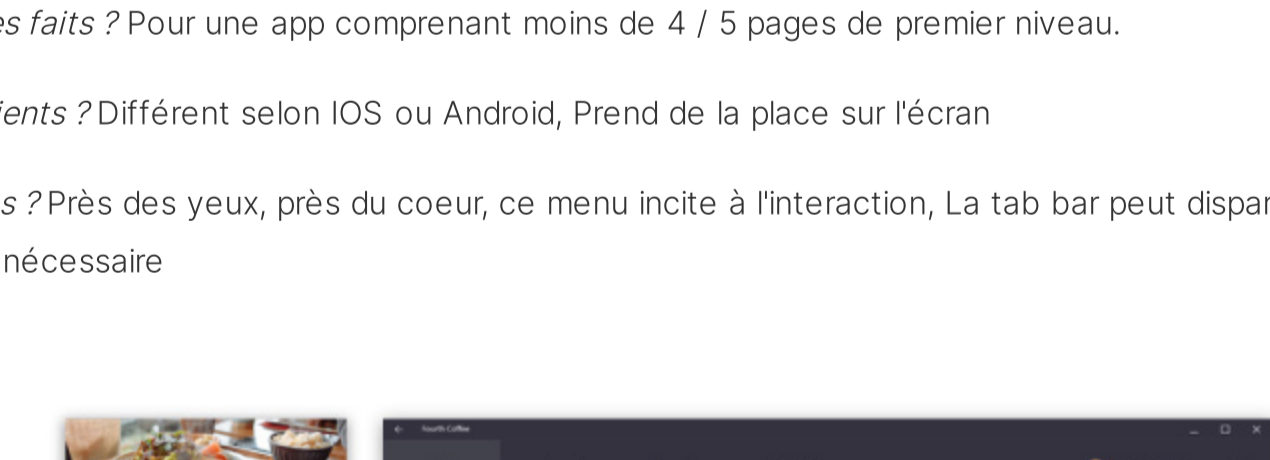 es faits ? Pour une app comprenant moins de 4 / 5 pages de premier niveau.
ients ? Différent selon IOS ou Android, Prend de la place sur l'écran
s ? Près des yeux, près du coeur, ce menu incite à l'interaction, La tab bar peut dispar
nécessaire
Fourth Coffee